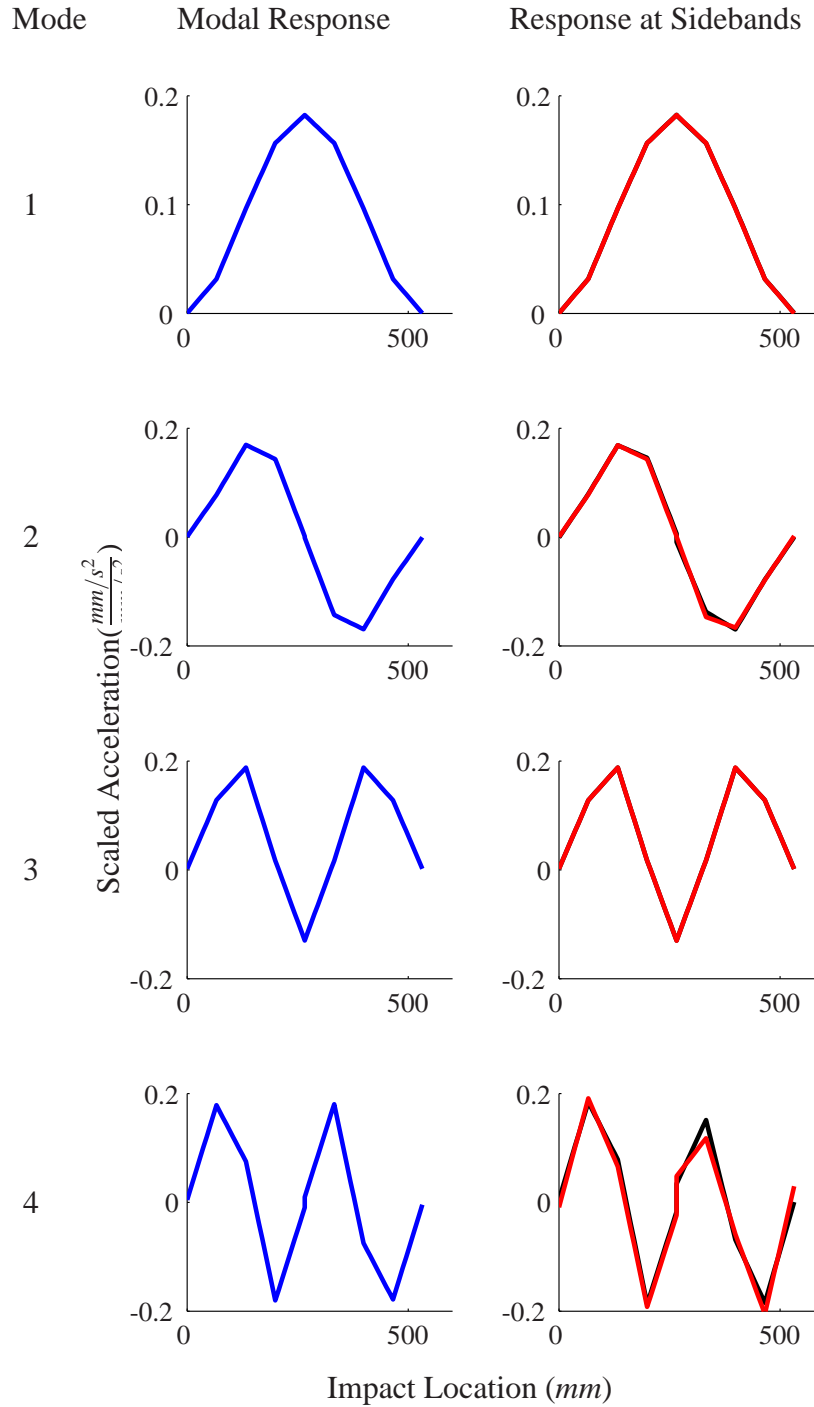 Mode Modal Response Response at Sidebands
0.2 0.2
1 0.1 0.1
0 0
0 500 0 500
0.2 0.2
2 0 0
-0.2 -0.2
0 500 0 500
Scaled Acceleration(mm/s²
0.2 0.2
3 0 0
-0.2 -0.2
0 500 0 500
0.2 0.2
4 0 0
-0.2 -0.2
0 500 0 500
Impact Location (mm)